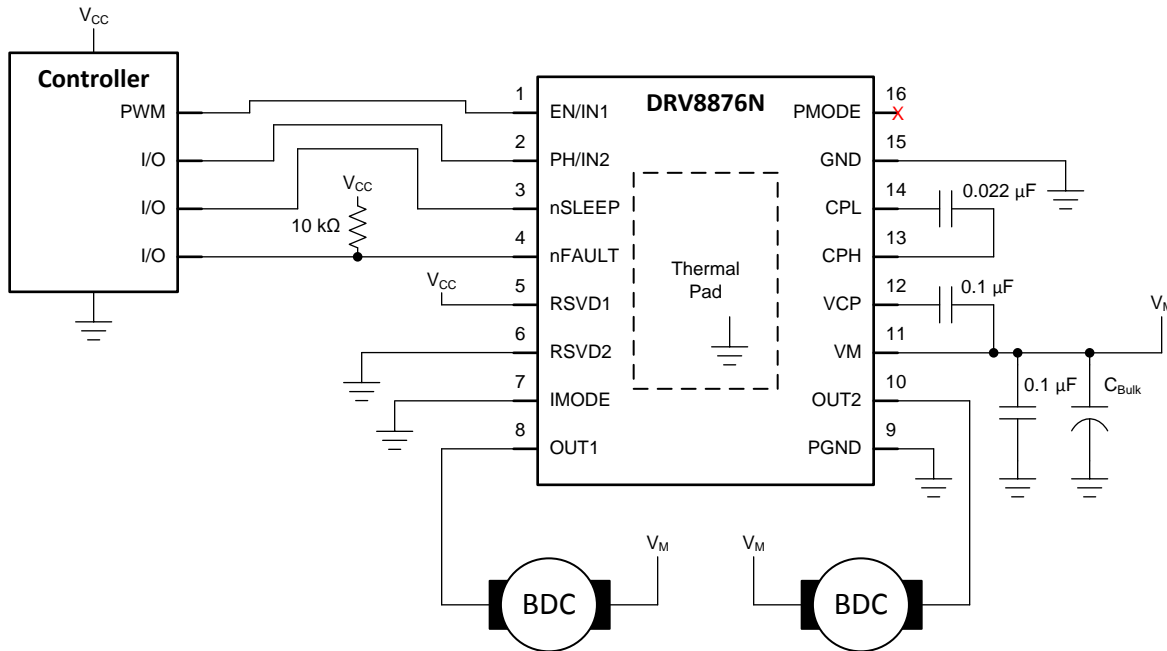 VCC
Controller
PWM
I/O
I/O
I/O
VCC
10 kΩ
VCC
DRV8876N
1
EN/IN1
2
PH/IN2
3
nSLEEP
4
nFAULT
5
RSVD1
6
RSVD2
7
IMODE
8
OUT1
Thermal
Pad
16
PMODE
X
15
GND
14
CPL
0.022 µF
13
CPH
12
VCP
0.1 µF
11
VM
VM
10
OUT2
0.1 µF
CBulk
9
PGND
BDC
VM
VM
BDC